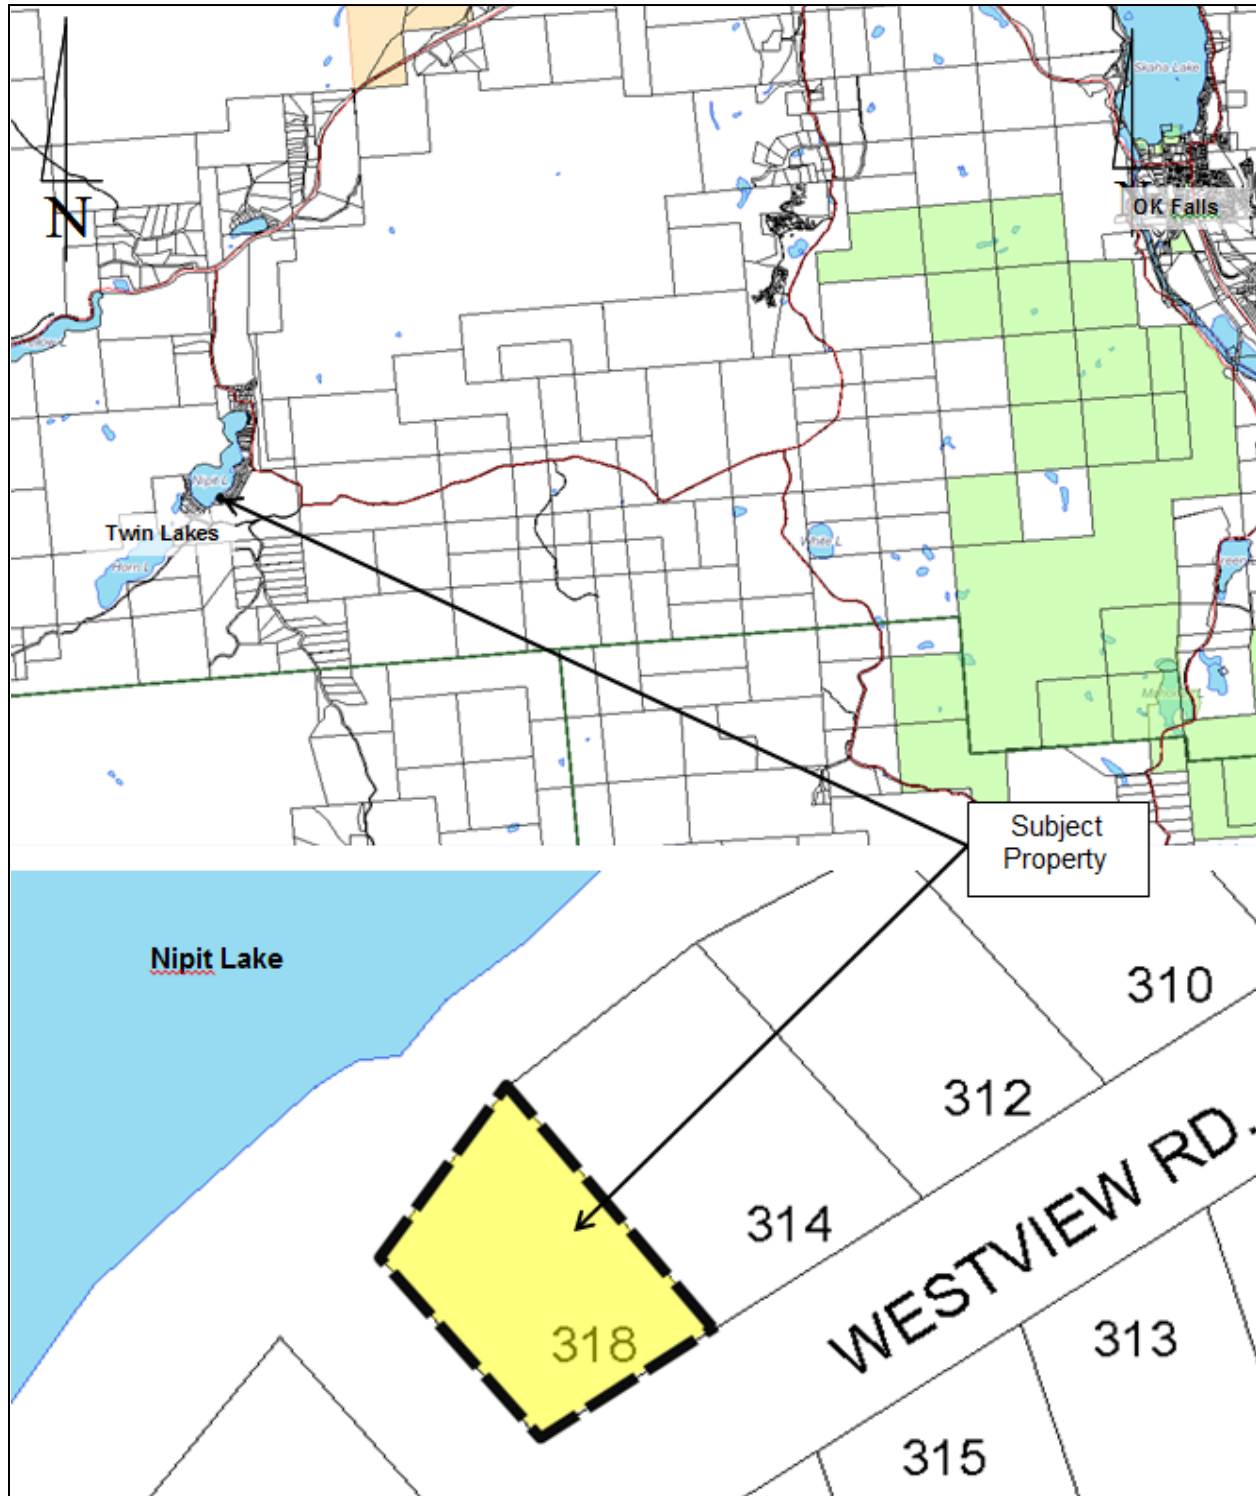 Skaha Lake
N
N
OK Falls
Nipit L
Twin Lakes
Horn L
White L
Subject
Property
Nipit Lake
310
312
314
WESTVIEW RD.
318
313
315